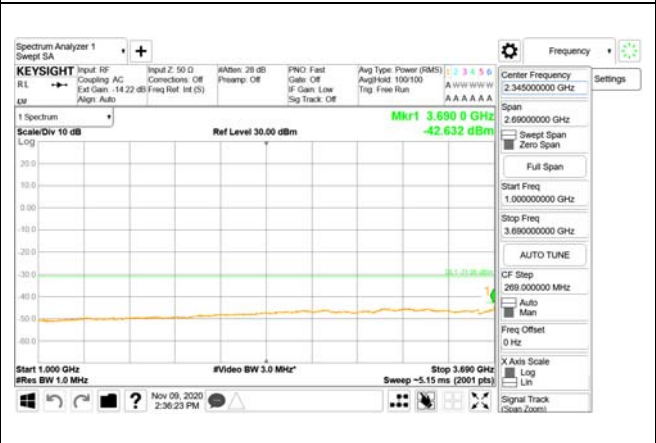 Spectrum Analyzer 1
Swept SA
Frequency
KEYSIGHT
RL
Input: RF
Coupling: AC
Ext Gain: -14.22 dB
Align: Auto
Input Z: 50 Ω
Corrections: Off
Freq Ref: Int (S)
#Atten: 28 dB
Preamp: Off
PNO: Fast
Gate: Off
IF Gain: Low
Sig Track: Off
Avg Type: Power (RMS)
Avg|Hold: 100/100
Trig: Free Run
1 2 3 4 5 6
A W W W W W
A A A A A A
1 Spectrum
Scale/Div 10 dB
Log
Ref Level 30.00 dBm
Mkr1 3.690 0 GHz
-42.632 dBm
20.0
10.0
0.00
-10.0
-20.0
-30.0
-40.0
-50.0
-60.0
1
Start 1.000 GHz
#Res BW 1.0 MHz
#Video BW 3.0 MHz*
Stop 3.690 GHz
Sweep ~5.15 ms (2001 pts)
Nov 09, 2020
2:36:23 PM
Center Frequency
2.345000000 GHz
Settings
Span
2.69000000 GHz
Swept Span
Zero Span
Full Span
Start Freq
1.000000000 GHz
Stop Freq
3.690000000 GHz
AUTO TUNE
CF Step
269.000000 MHz
Auto
Man
Freq Offset
0 Hz
X Axis Scale
Log
Lin
Signal Track
(Span Zoom)